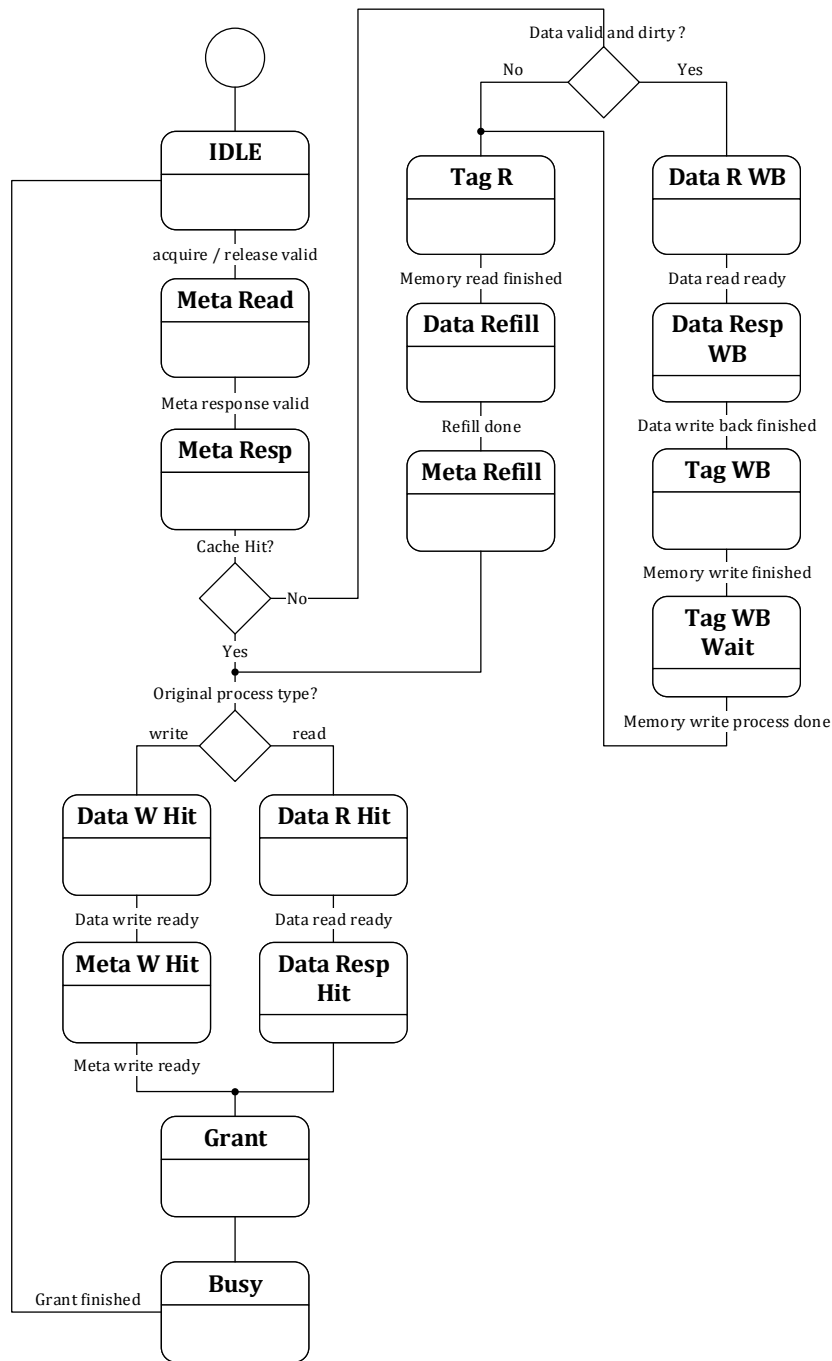 Data valid and dirty ?
No
Yes
IDLE
acquire / release valid
Meta Read
Meta response valid
Meta Resp
Cache Hit?
No
Yes
Tag R
Memory read finished
Data Refill
Refill done
Meta Refill
Data R WB
Data read ready
Data Resp
WB
Data write back finished
Tag WB
Memory write finished
Tag WB
Wait
Memory write process done
Original process type?
write
read
Data W Hit
Data write ready
Meta W Hit
Meta write ready
Data R Hit
Data read ready
Data Resp
Hit
Grant
Busy
Grant finished